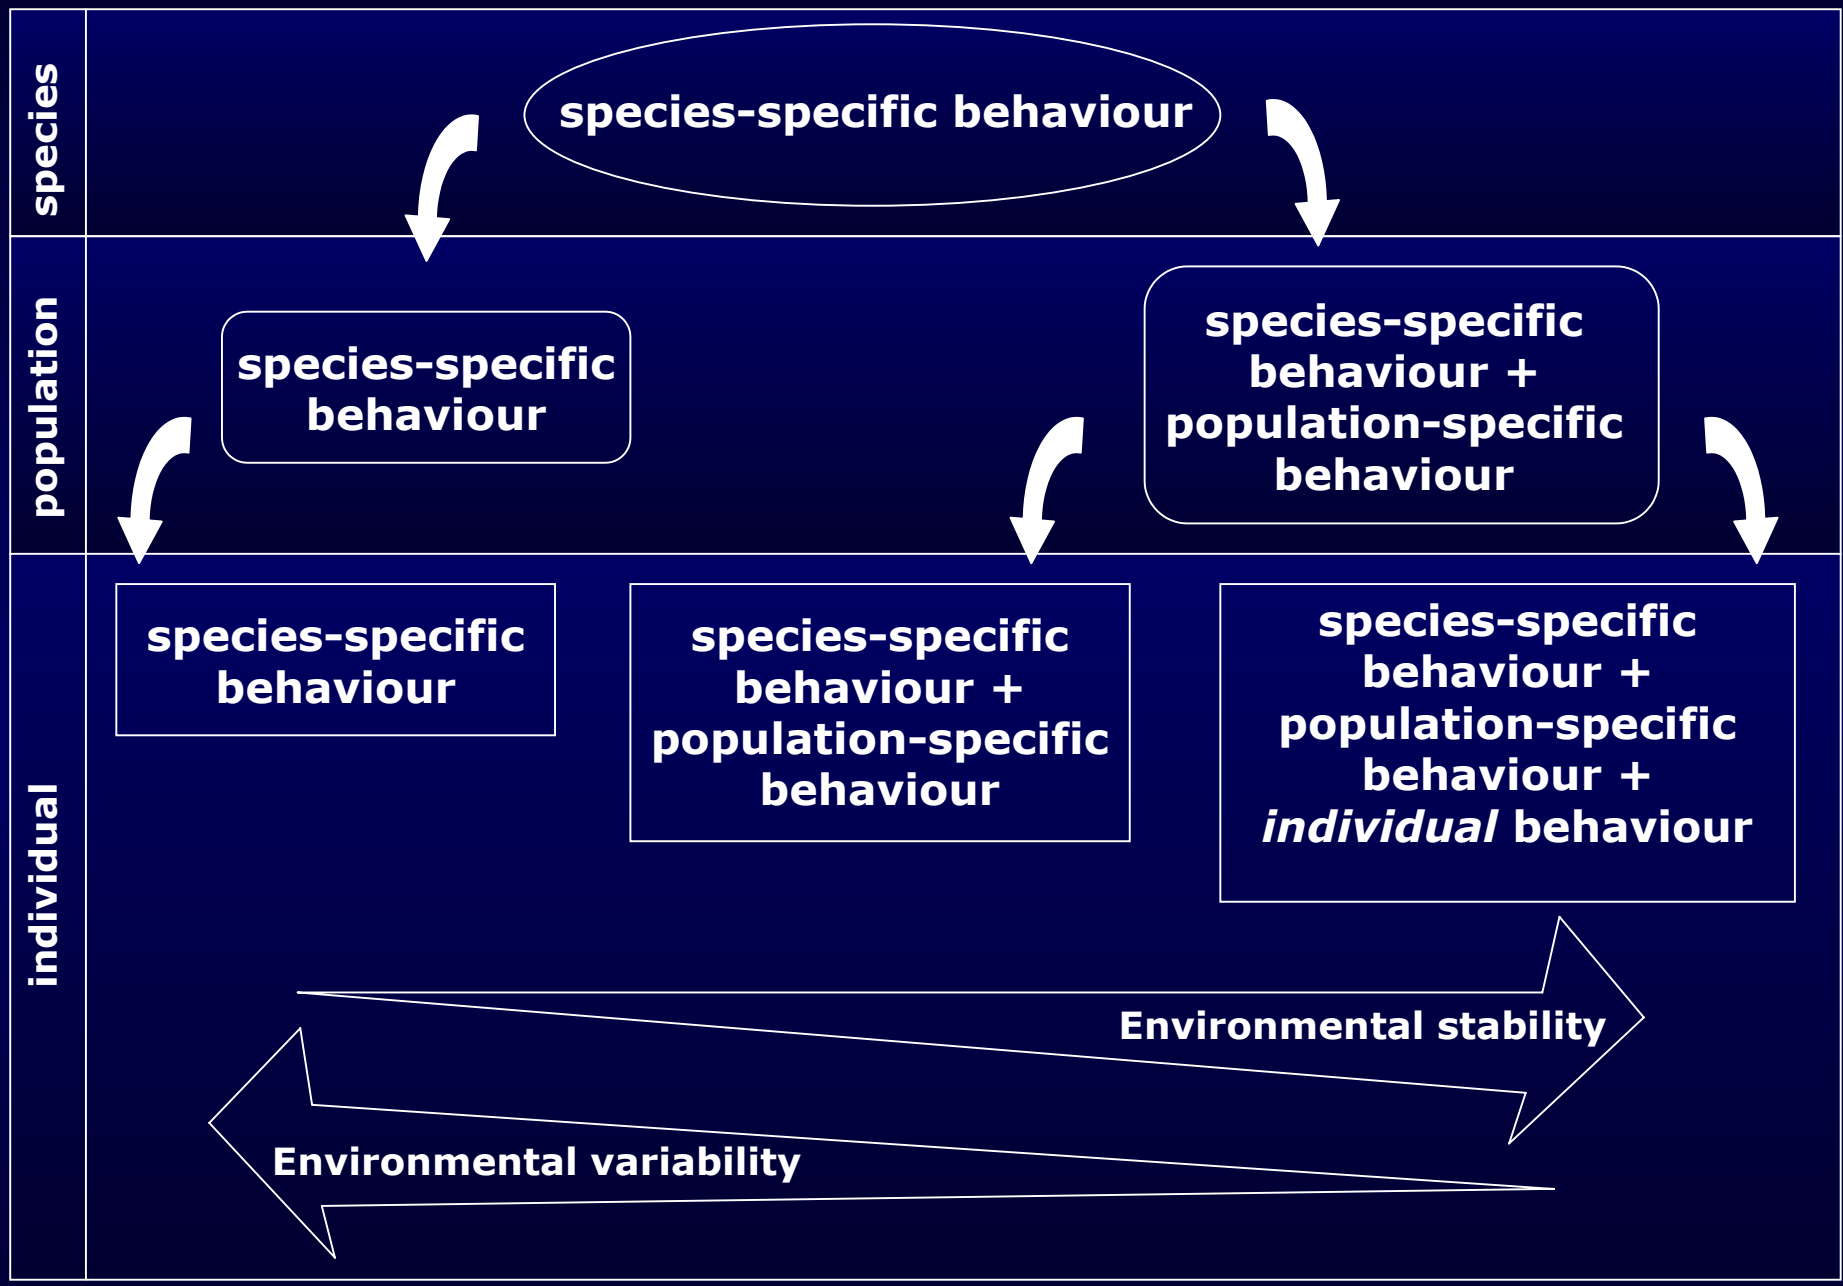 species
species–specific behaviour
population
species–specific
behaviour
species–specific
behaviour +
population–specific
behaviour
individual
species–specific
behaviour
species–specific
behaviour +
population–specific
behaviour
species–specific
behaviour +
population–specific
behaviour +
individual behaviour
Environmental stability
Environmental variability